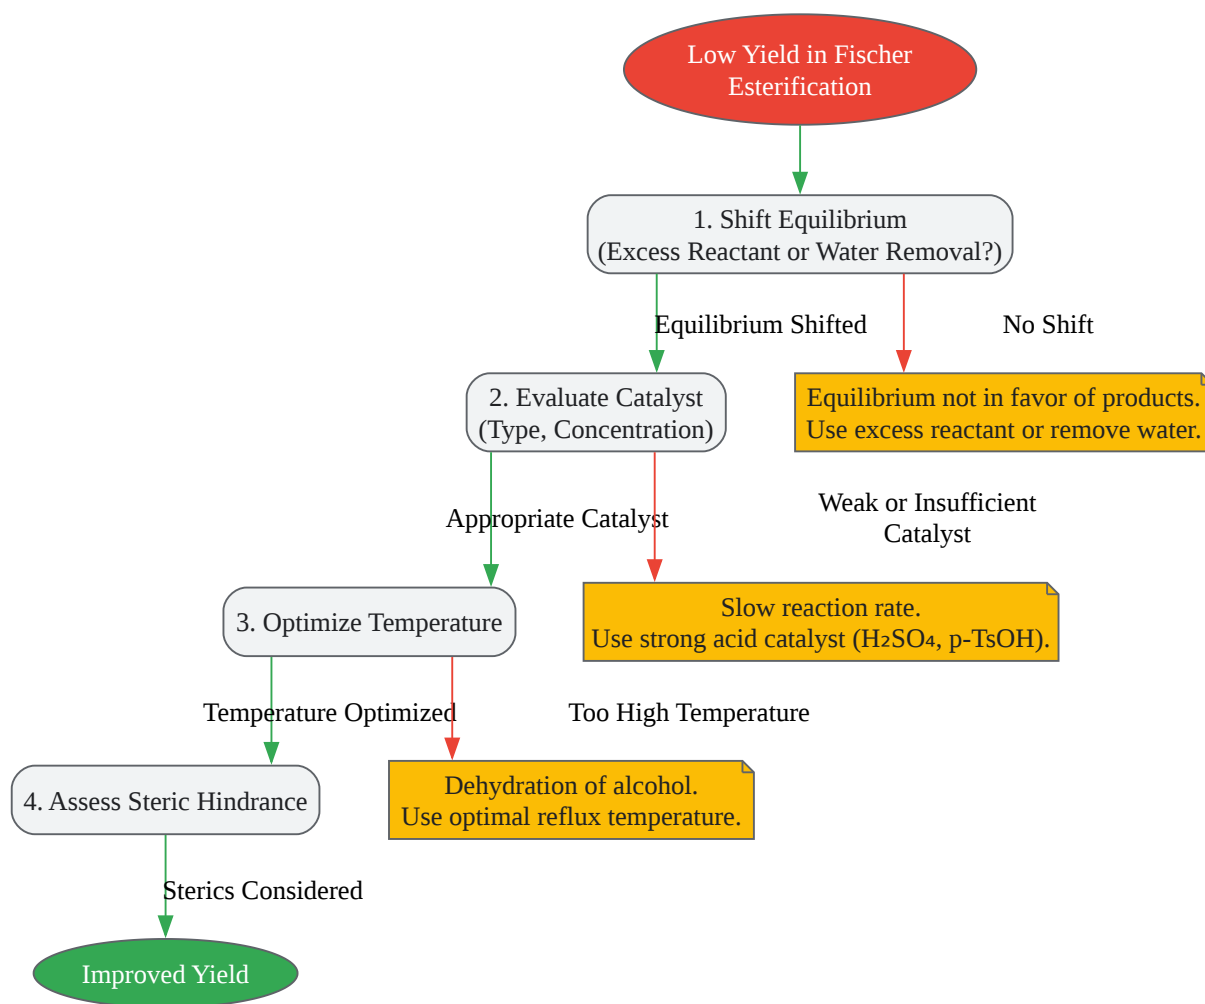 Low Yield in Fischer
Esterification
1. Shift Equilibrium
(Excess Reactant or Water Removal?)
Equilibrium Shifted
No Shift
2. Evaluate Catalyst
(Type, Concentration)
Equilibrium not in favor of products.
Use excess reactant or remove water.
Appropriate Catalyst
Weak or Insufficient
Catalyst
3. Optimize Temperature
Slow reaction rate.
Use strong acid catalyst (H₂SO₄, p-TsOH).
Temperature Optimized
Too High Temperature
4. Assess Steric Hindrance
Dehydration of alcohol.
Use optimal reflux temperature.
Sterics Considered
Improved Yield